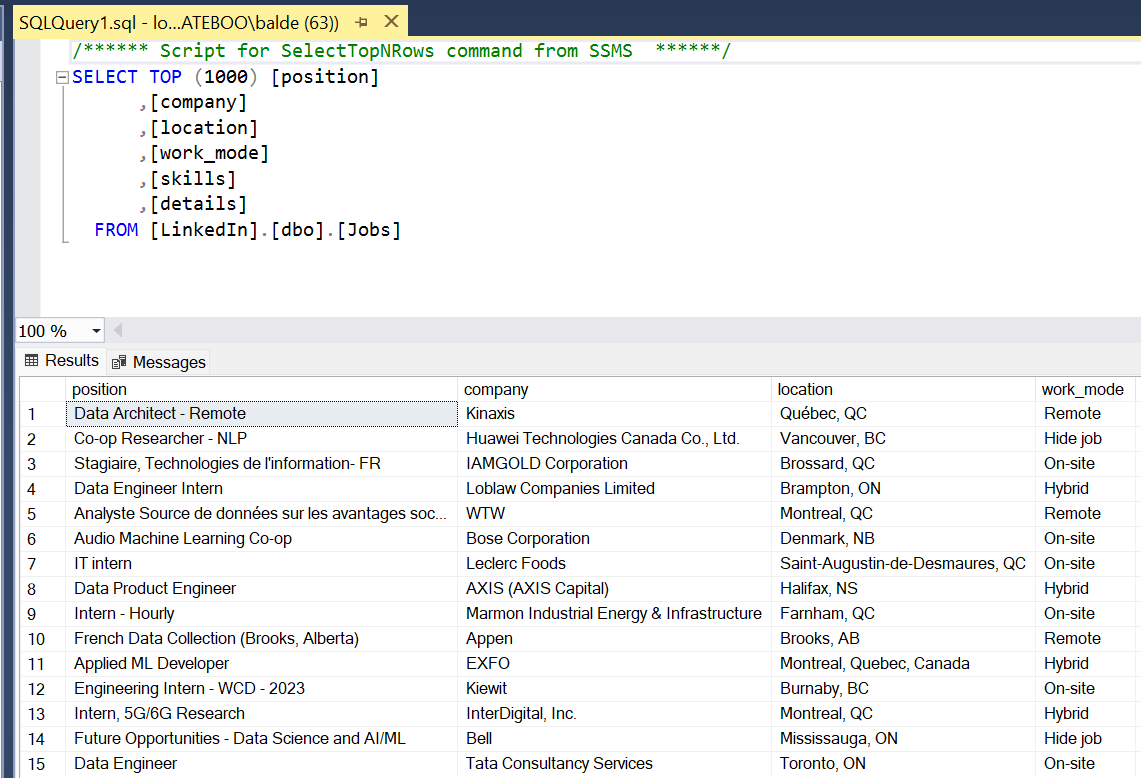 SQLQuery1.sql - lo...ATEBOO\balde (63))
/****** Script for SelectTopNRows command from SSMS  ******/
SELECT TOP (1000) [position]
      ,[company]
      ,[location]
      ,[work_mode]
      ,[skills]
      ,[details]
  FROM [LinkedIn].[dbo].[Jobs]
100 %
Results Messages
position company location work_mode
1 Data Architect - Remote Kinaxis Québec, QC Remote
2 Co-op Researcher - NLP Huawei Technologies Canada Co., Ltd. Vancouver, BC Hide job
3 Stagiaire, Technologies de l'information- FR IAMGOLD Corporation Brossard, QC On-site
4 Data Engineer Intern Loblaw Companies Limited Brampton, ON Hybrid
5 Analyste Source de données sur les avantages soc... WTW Montreal, QC Remote
6 Audio Machine Learning Co-op Bose Corporation Denmark, NB On-site
7 IT intern Leclerc Foods Saint-Augustin-de-Desmaures, QC On-site
8 Data Product Engineer AXIS (AXIS Capital) Halifax, NS Hybrid
9 Intern - Hourly Marmon Industrial Energy & Infrastructure Farnham, QC On-site
10 French Data Collection (Brooks, Alberta) Appen Brooks, AB Remote
11 Applied ML Developer EXFO Montreal, Quebec, Canada Hybrid
12 Engineering Intern - WCD - 2023 Kiewit Burnaby, BC On-site
13 Intern, 5G/6G Research InterDigital, Inc. Montreal, QC Hybrid
14 Future Opportunities - Data Science and AI/ML Bell Mississauga, ON Hide job
15 Data Engineer Tata Consultancy Services Toronto, ON On-site